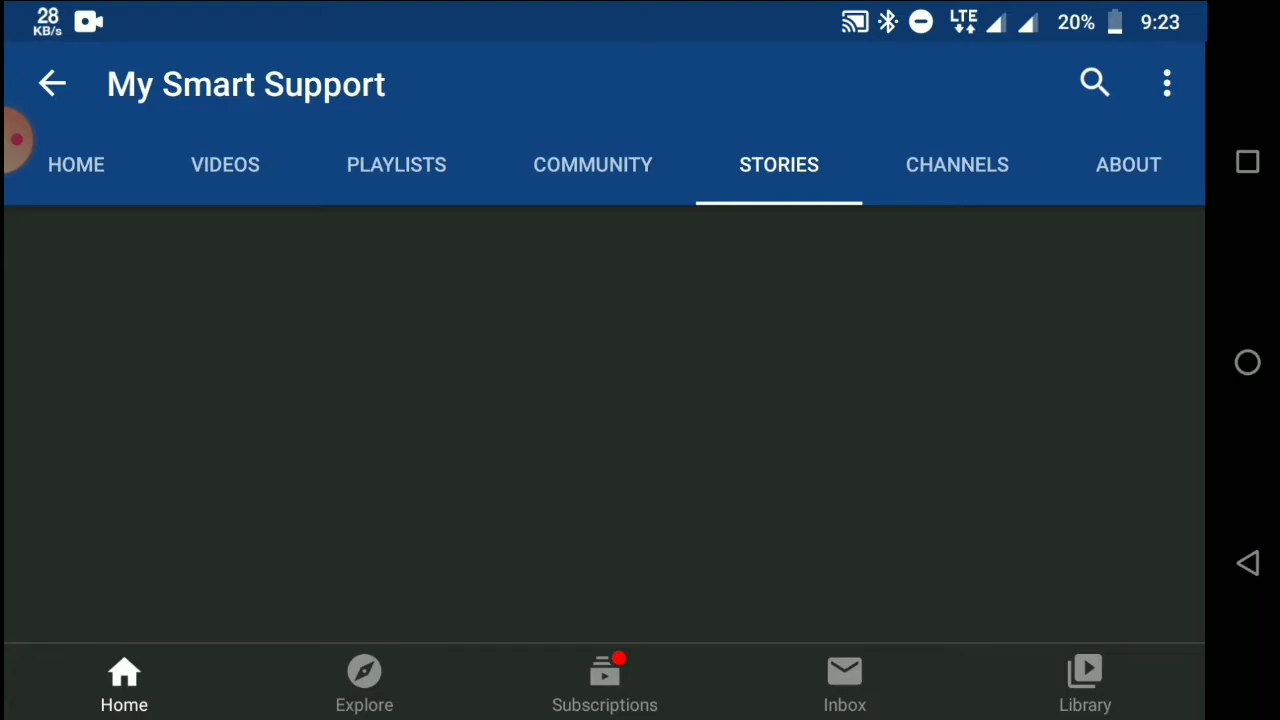 28
KB/s
LTE
20%
9:23
My Smart Support
HOME
VIDEOS
PLAYLISTS
COMMUNITY
STORIES
CHANNELS
ABOUT
Home
Explore
Subscriptions
Inbox
Library